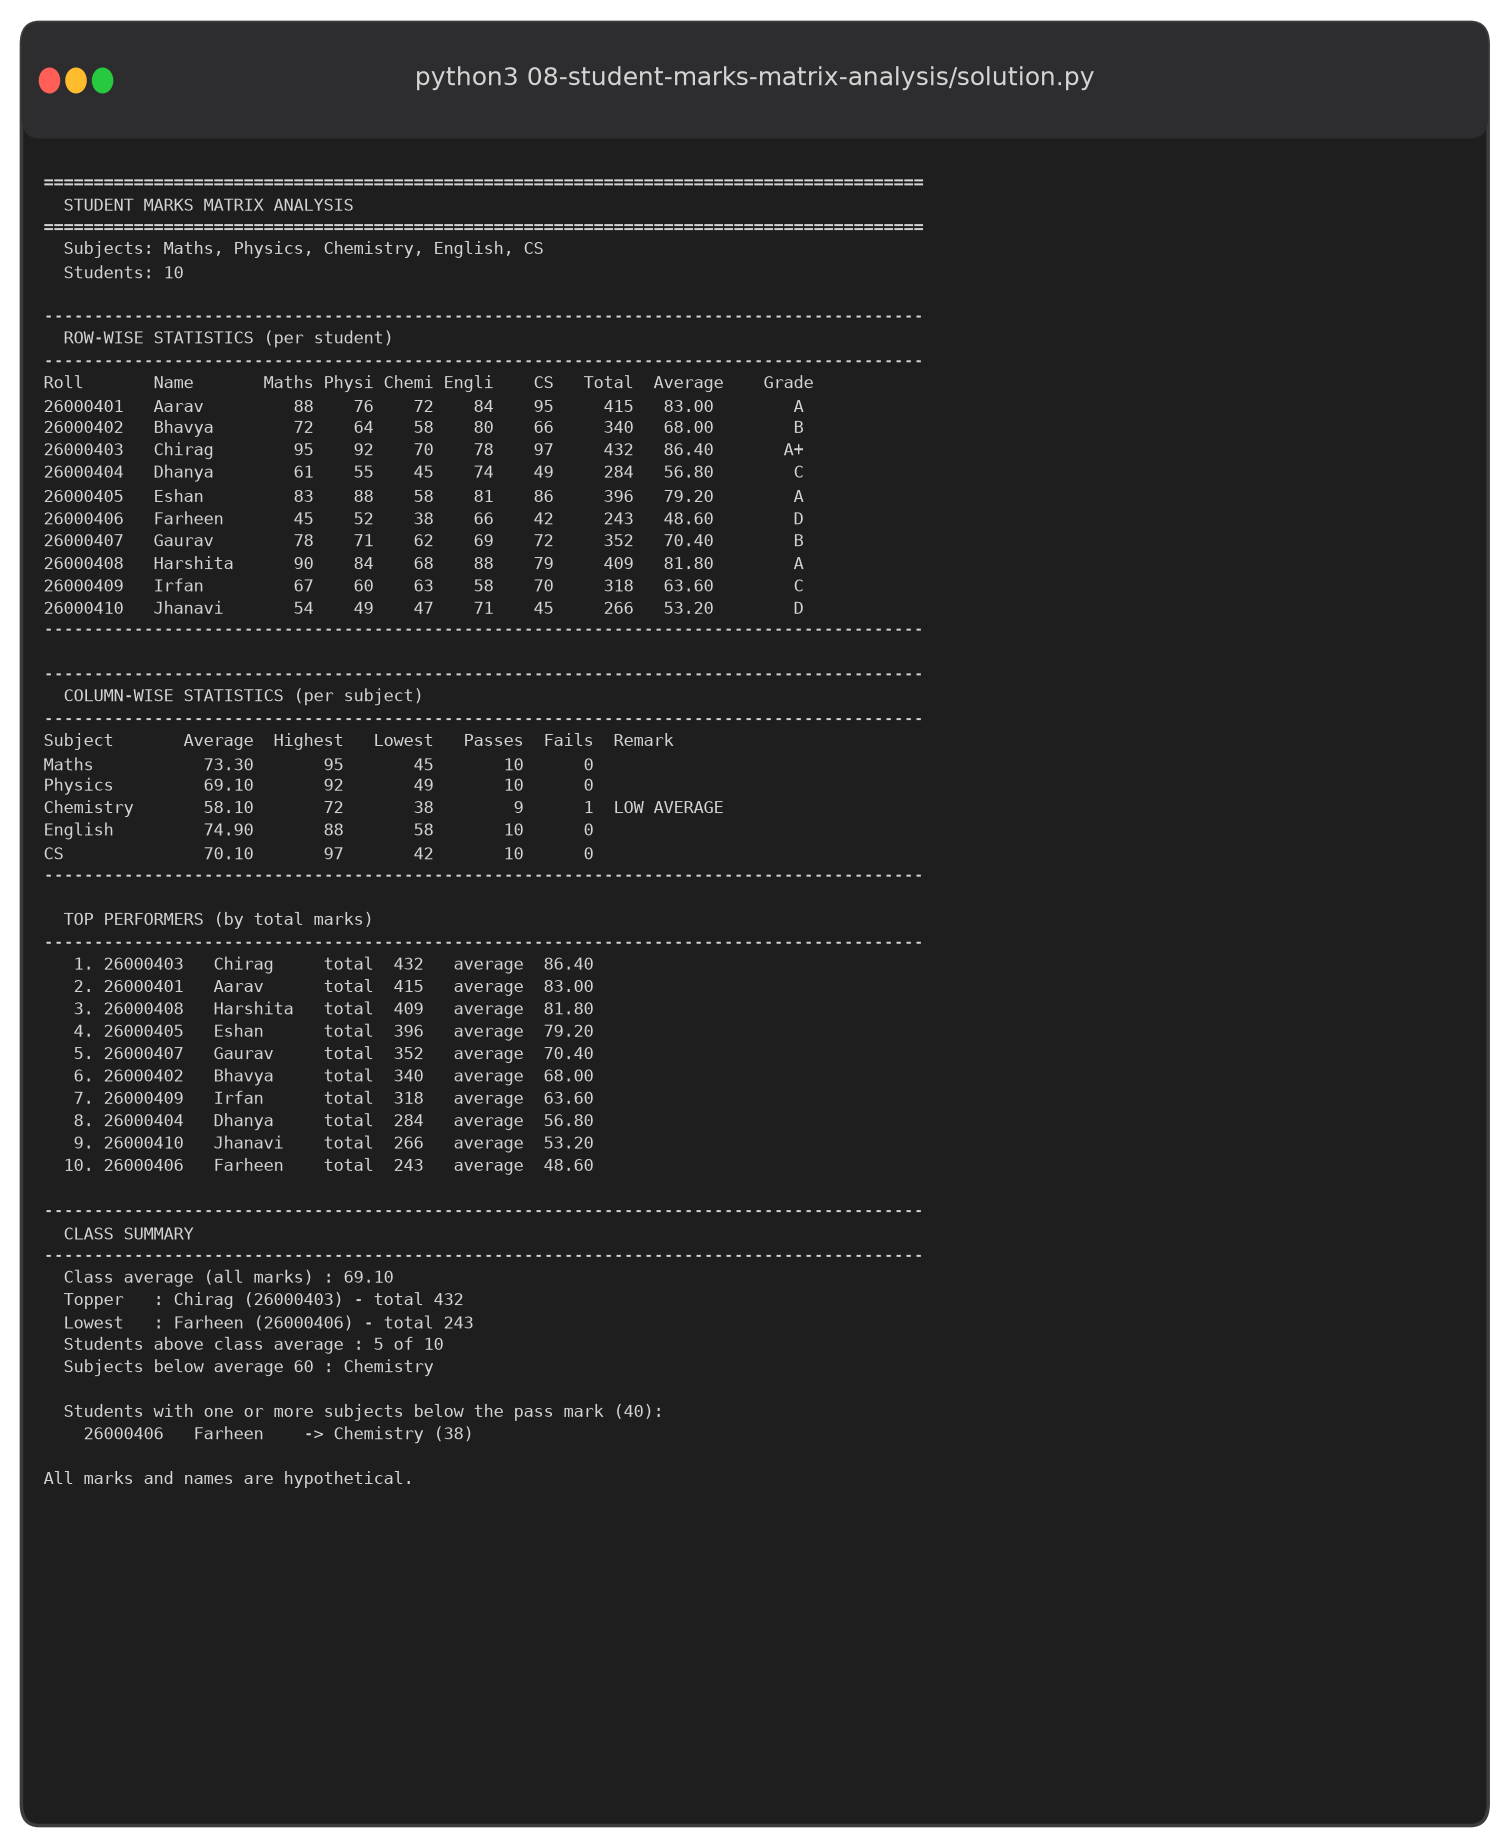 python3 08-student-marks-matrix-analysis/solution.py
========================================================================================
  STUDENT MARKS MATRIX ANALYSIS
========================================================================================
  Subjects: Maths, Physics, Chemistry, English, CS
  Students: 10

----------------------------------------------------------------------------------------
  ROW-WISE STATISTICS (per student)
----------------------------------------------------------------------------------------
Roll       Name       Maths Physi Chemi Engli    CS   Total  Average    Grade
26000401   Aarav         88    76    72    84    95     415   83.00        A
26000402   Bhavya        72    64    58    80    66     340   68.00        B
26000403   Chirag        95    92    70    78    97     432   86.40       A+
26000404   Dhanya        61    55    45    74    49     284   56.80        C
26000405   Eshan         83    88    58    81    86     396   79.20        A
26000406   Farheen       45    52    38    66    42     243   48.60        D
26000407   Gaurav        78    71    62    69    72     352   70.40        B
26000408   Harshita      90    84    68    88    79     409   81.80        A
26000409   Irfan         67    60    63    58    70     318   63.60        C
26000410   Jhanavi       54    49    47    71    45     266   53.20        D
----------------------------------------------------------------------------------------

----------------------------------------------------------------------------------------
  COLUMN-WISE STATISTICS (per subject)
----------------------------------------------------------------------------------------
Subject       Average  Highest   Lowest   Passes  Fails  Remark
Maths           73.30       95       45       10      0
Physics         69.10       92       49       10      0
Chemistry       58.10       72       38        9      1  LOW AVERAGE
English         74.90       88       58       10      0
CS              70.10       97       42       10      0
----------------------------------------------------------------------------------------

  TOP PERFORMERS (by total marks)
----------------------------------------------------------------------------------------
   1. 26000403   Chirag     total  432   average  86.40
   2. 26000401   Aarav      total  415   average  83.00
   3. 26000408   Harshita   total  409   average  81.80
   4. 26000405   Eshan      total  396   average  79.20
   5. 26000407   Gaurav     total  352   average  70.40
   6. 26000402   Bhavya     total  340   average  68.00
   7. 26000409   Irfan      total  318   average  63.60
   8. 26000404   Dhanya     total  284   average  56.80
   9. 26000410   Jhanavi    total  266   average  53.20
  10. 26000406   Farheen    total  243   average  48.60

----------------------------------------------------------------------------------------
  CLASS SUMMARY
----------------------------------------------------------------------------------------
  Class average (all marks) : 69.10
  Topper   : Chirag (26000403) - total 432
  Lowest   : Farheen (26000406) - total 243
  Students above class average : 5 of 10
  Subjects below average 60 : Chemistry

  Students with one or more subjects below the pass mark (40):
    26000406   Farheen    -> Chemistry (38)

All marks and names are hypothetical.